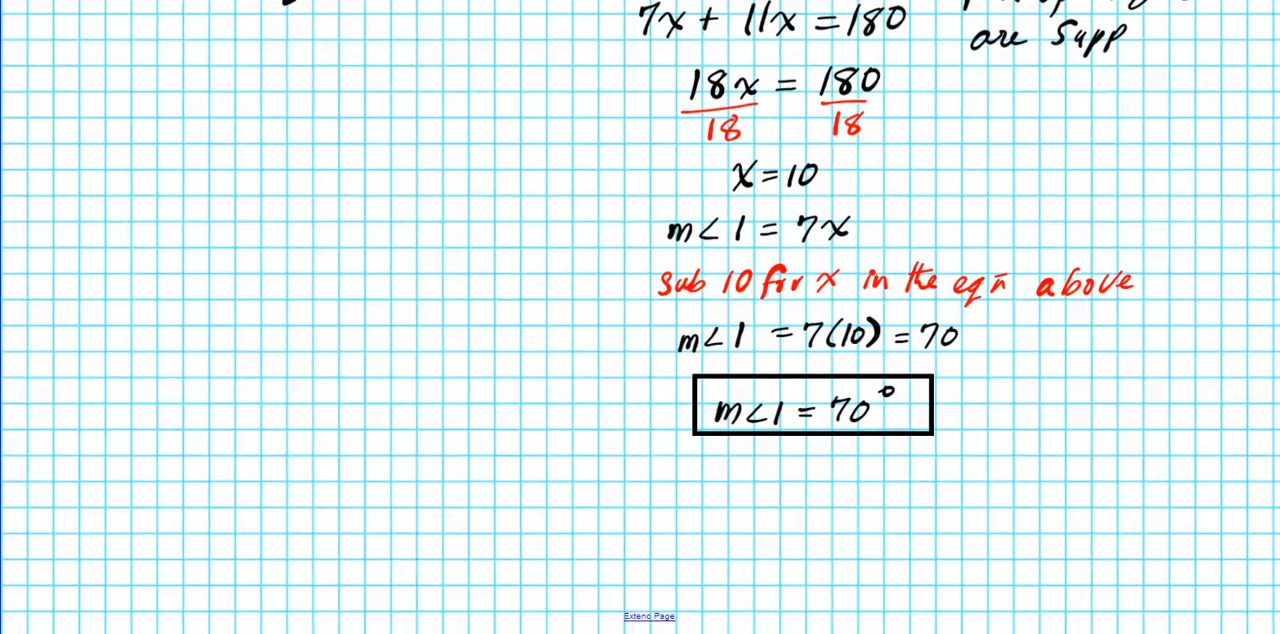 7x + 11x = 180
are Supp
18x = 180
18 18
x = 10
m∠1 = 7x
sub 10 for x in the eqn above
m∠1 = 7(10) = 70
m∠1 = 70°
Extend Page